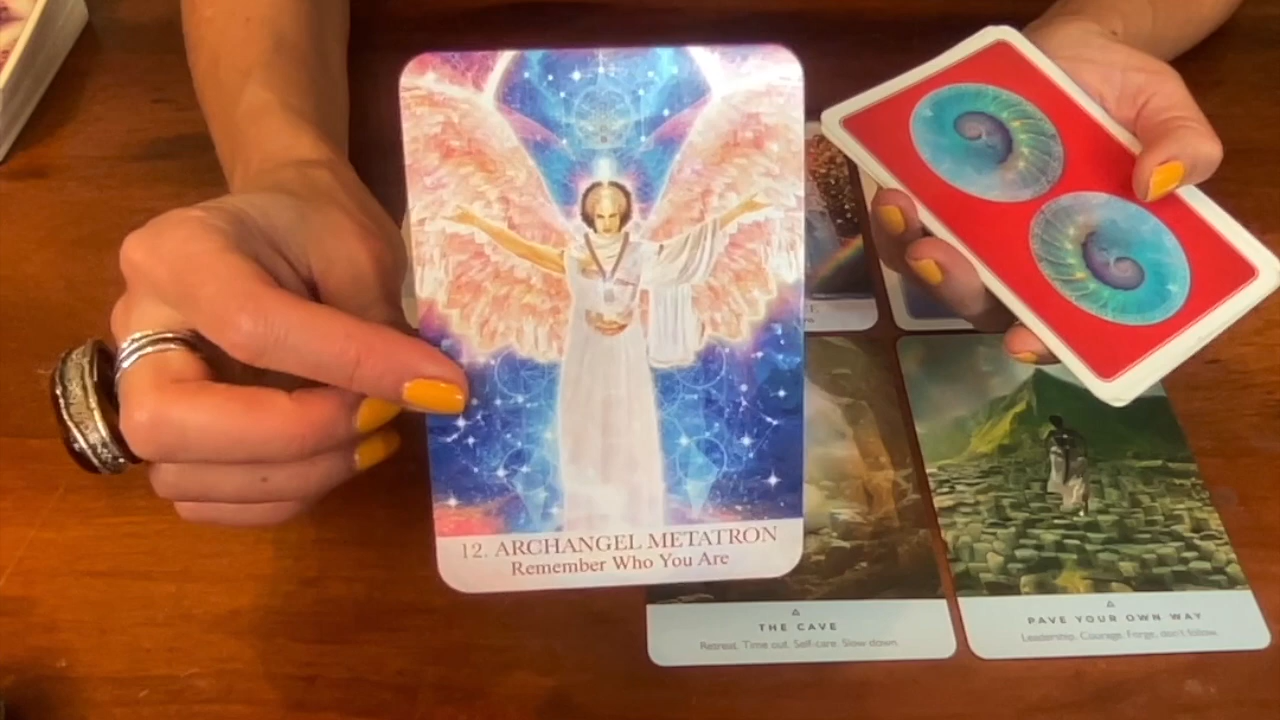 12. ARCHANGEL METATRON
Remember Who You Are
THE CAVE
Retreat. Time out. Self-care. Slow down.
PAVE YOUR OWN WAY
Leadership. Courage. Forge, don't follow.